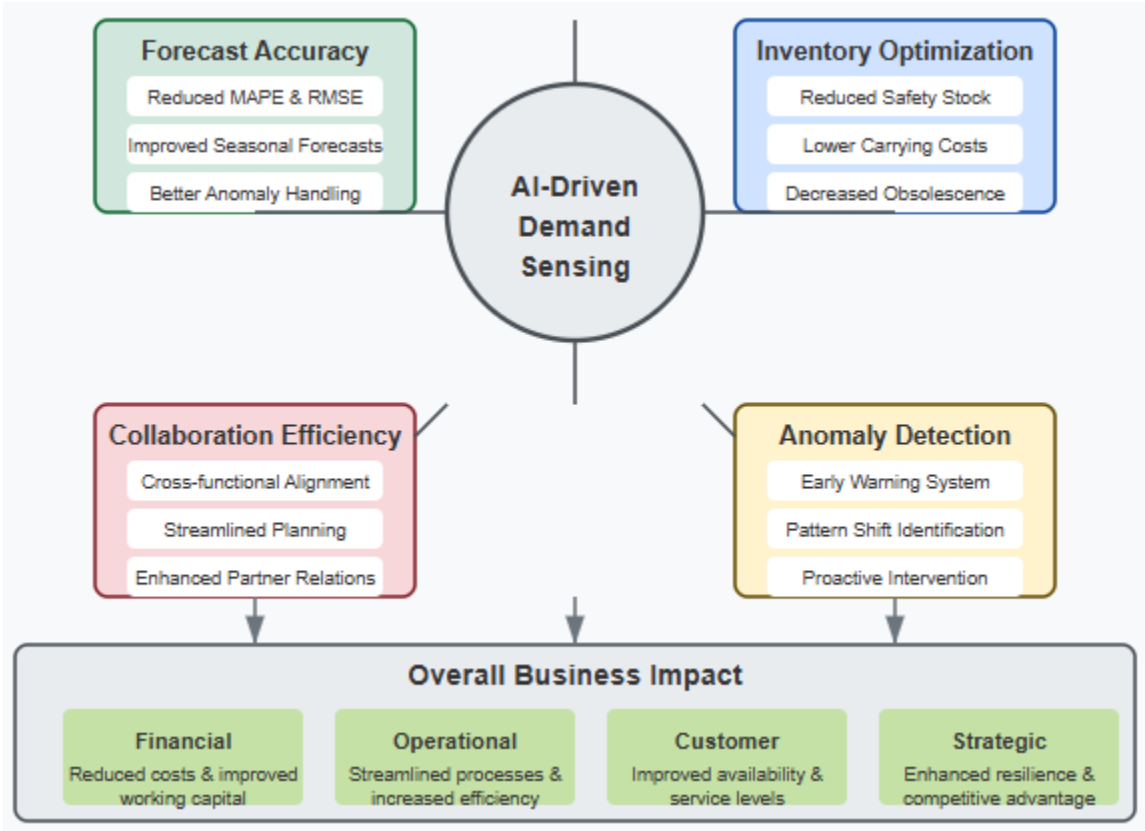 Forecast Accuracy
Reduced MAPE & RMSE
Improved Seasonal Forecasts
Better Anomaly Handling
AI-Driven
Demand
Sensing
Inventory Optimization
Reduced Safety Stock
Lower Carrying Costs
Decreased Obsolescence
Collaboration Efficiency
Cross-functional Alignment
Streamlined Planning
Enhanced Partner Relations
Anomaly Detection
Early Warning System
Pattern Shift Identification
Proactive Intervention
Overall Business Impact
Financial
Reduced costs & improved
working capital
Operational
Streamlined processes &
increased efficiency
Customer
Improved availability &
service levels
Strategic
Enhanced resilience &
competitive advantage